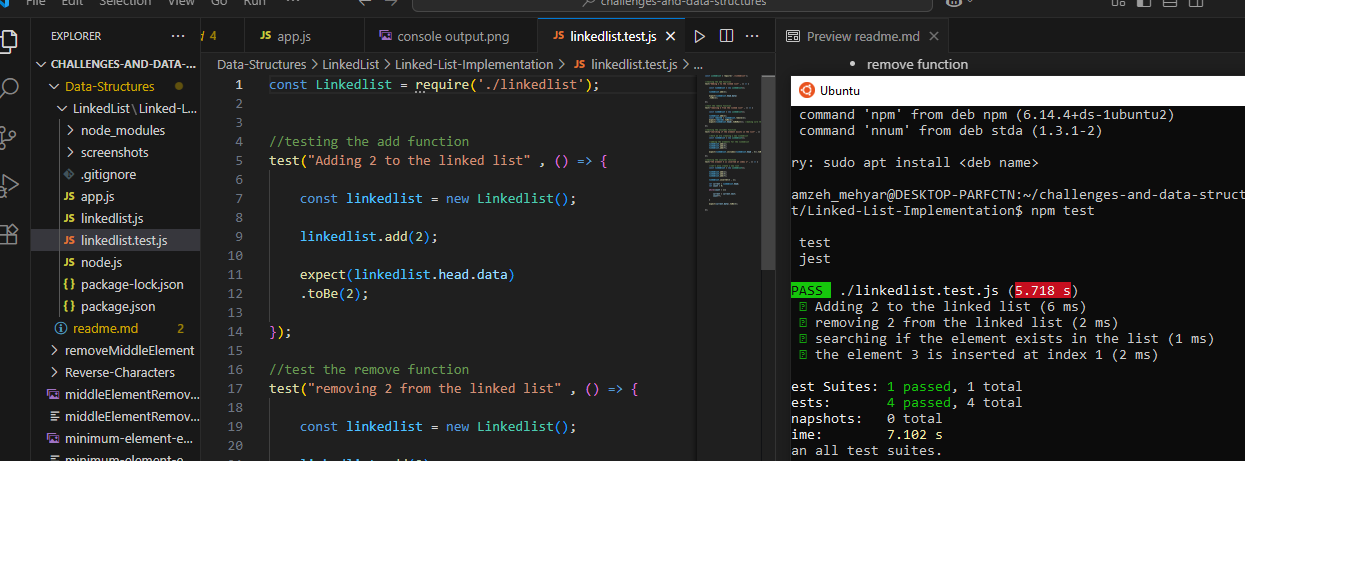 File Edit Selection View Go Run ...
challenges-and-data-structures
EXPLORER ...
CHALLENGES-AND-DATA-...
Data-Structures
LinkedList\Linked-L...
node_modules
screenshots
.gitignore
JS app.js
JS linkedlist.js
JS linkedlist.test.js
JS node.js
{} package-lock.json
{} package.json
readme.md 2
removeMiddleElement
Reverse-Characters
middleElementRemov...
middleElementRemov...
minimum-element-e...
minimum-element-e...
4 JS app.js console output.png JS linkedlist.test.js ...
Data-Structures > LinkedList > Linked-List-Implementation > JS linkedlist.test.js > ...
1 const Linkedlist = require('./linkedlist');
2
3
4 //testing the add function
5 test("Adding 2 to the linked list" , () => {
6
7 const linkedlist = new Linkedlist();
8
9 linkedlist.add(2);
10
11 expect(linkedlist.head.data)
12 .toBe(2);
13
14 });
15
16 //test the remove function
17 test("removing 2 from the linked list" , () => {
18
19 const linkedlist = new Linkedlist();
20
Preview readme.md
• remove function
Ubuntu
command 'npm' from deb npm (6.14.4+ds-1ubuntu2)
command 'nnum' from deb stda (1.3.1-2)
ry: sudo apt install <deb name>
amzeh_mehyar@DESKTOP-PARFCTN:~/challenges-and-data-struct
t/Linked-List-Implementation$ npm test
test
jest
PASS ./linkedlist.test.js (5.718 s)
Adding 2 to the linked list (6 ms)
removing 2 from the linked list (2 ms)
searching if the element exists in the list (1 ms)
the element 3 is inserted at index 1 (2 ms)
est Suites: 1 passed, 1 total
ests: 4 passed, 4 total
napshots: 0 total
ime: 7.102 s
an all test suites.